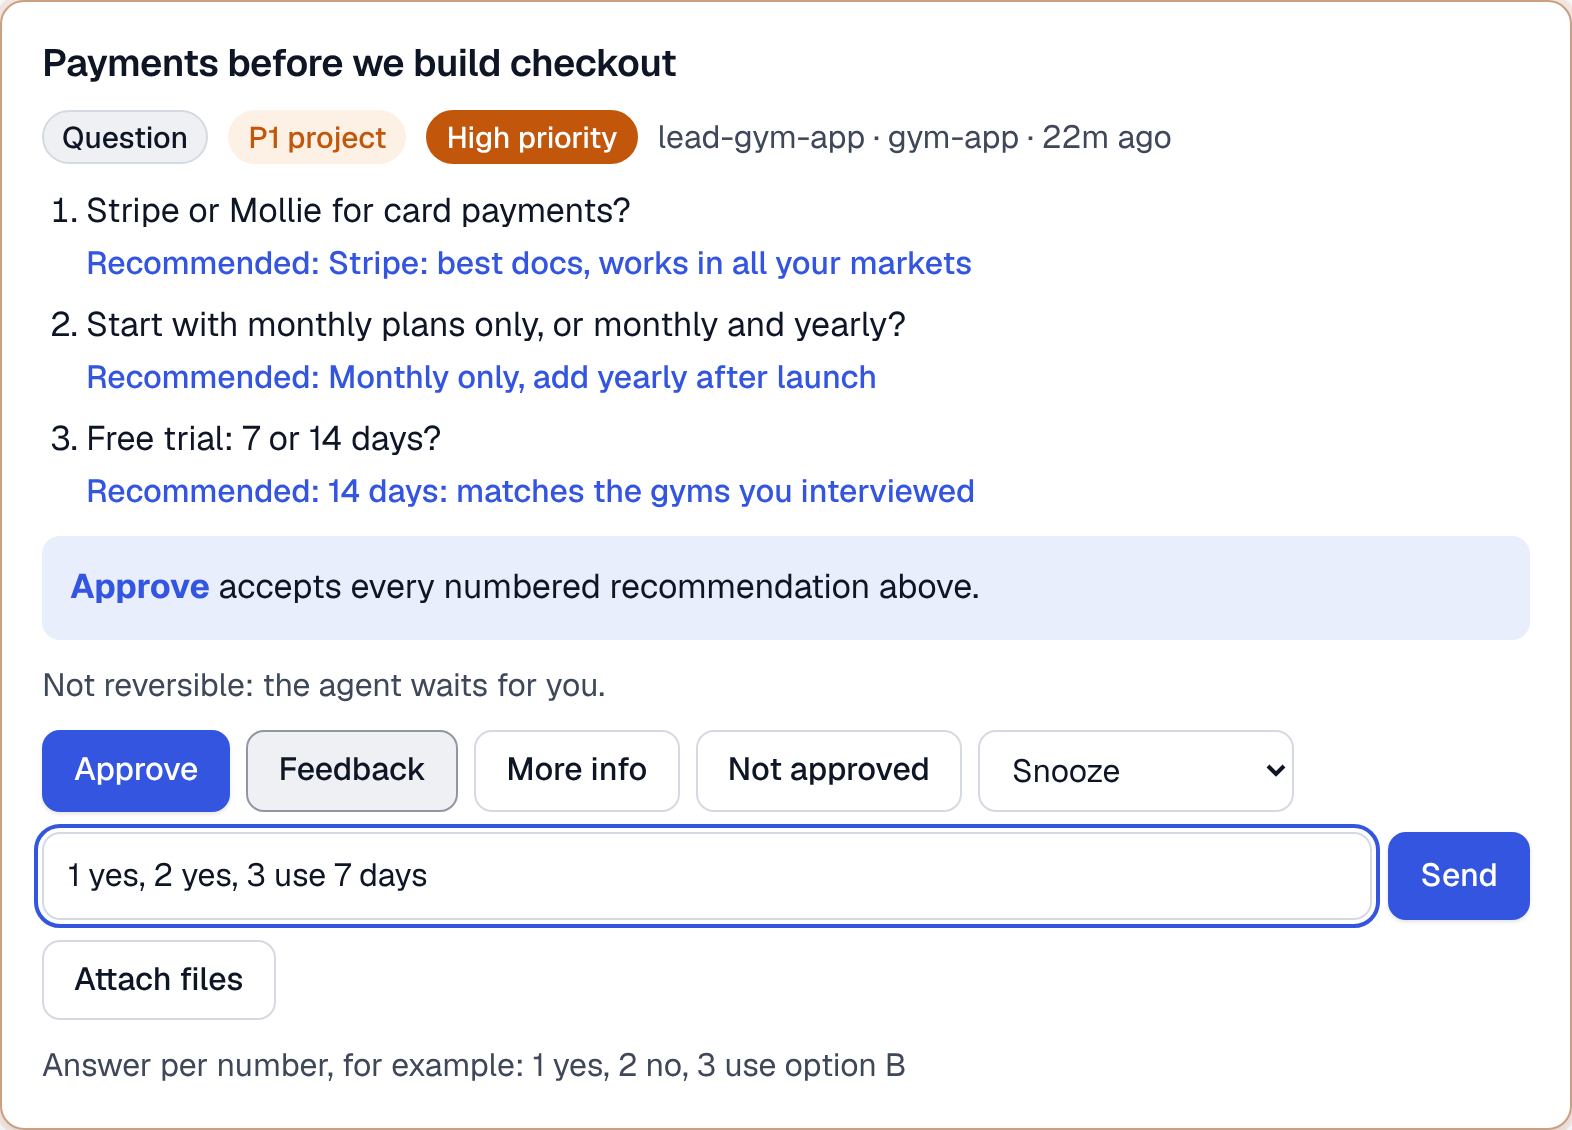 Payments before we build checkout
Question P1 project High priority lead-gym-app · gym-app · 22m ago
1. Stripe or Mollie for card payments?
Recommended: Stripe: best docs, works in all your markets
2. Start with monthly plans only, or monthly and yearly?
Recommended: Monthly only, add yearly after launch
3. Free trial: 7 or 14 days?
Recommended: 14 days: matches the gyms you interviewed
Approve accepts every numbered recommendation above.
Not reversible: the agent waits for you.
Approve Feedback More info Not approved Snooze
1 yes, 2 yes, 3 use 7 days Send
Attach files
Answer per number, for example: 1 yes, 2 no, 3 use option B